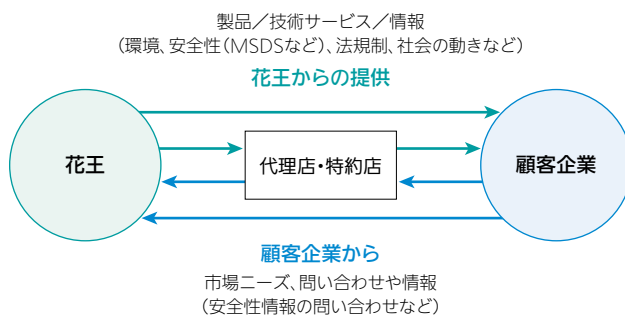 製品／技術サービス／情報
（環境、安全性（MSDSなど）、法規制、社会の動きなど）
花王からの提供
花王
代理店・特約店
顧客企業
顧客企業から
市場ニーズ、問い合わせや情報
（安全性情報の問い合わせなど）